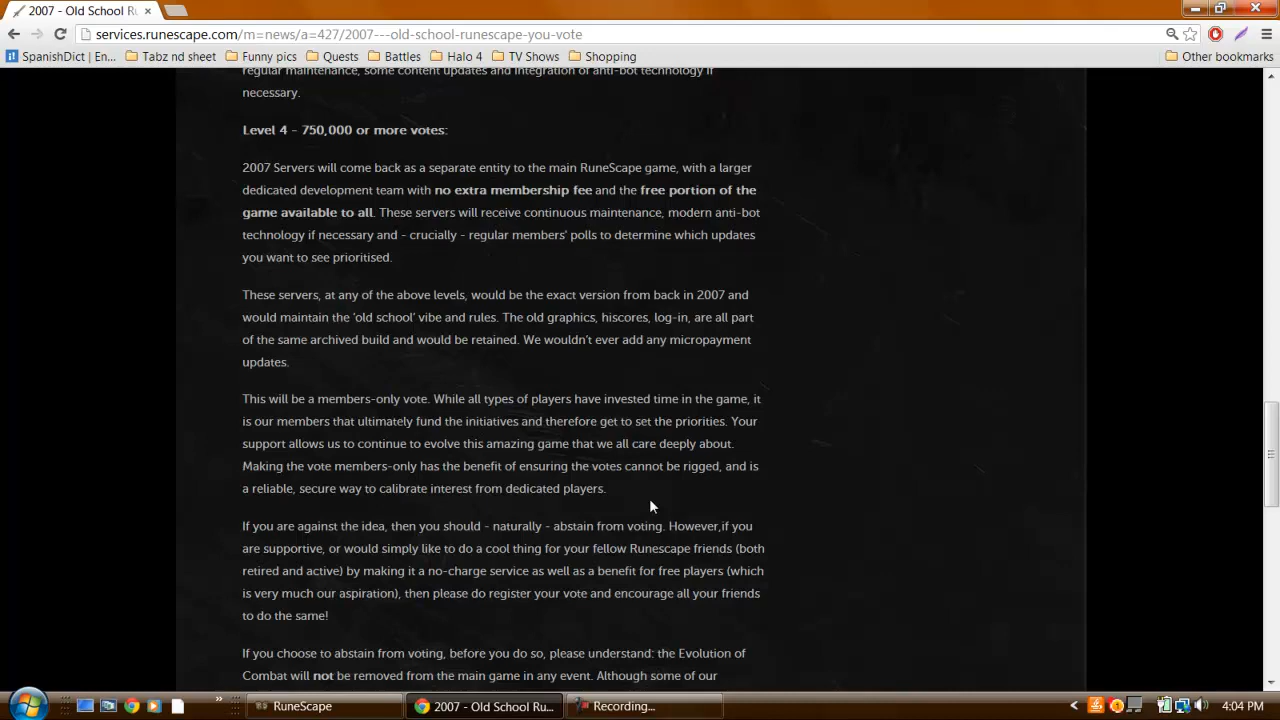 2007 - Old School Ru
services.runescape.com/m=news/a=427/2007---old-school-runescape-you-vote
SpanishDict | En... Tabz nd sheet Funny pics Quests Battles Halo 4 TV Shows Shopping Other bookmarks
regular maintenance, some content updates and integration of anti-bot technology if
necessary.
Level 4 - 750,000 or more votes:
2007 Servers will come back as a separate entity to the main RuneScape game, with a larger
dedicated development team with no extra membership fee and the free portion of the
game available to all. These servers will receive continuous maintenance, modern anti-bot
technology if necessary and - crucially - regular members' polls to determine which updates
you want to see prioritised.
These servers, at any of the above levels, would be the exact version from back in 2007 and
would maintain the 'old school' vibe and rules. The old graphics, hiscores, log-in, are all part
of the same archived build and would be retained. We wouldn't ever add any micropayment
updates.
This will be a members-only vote. While all types of players have invested time in the game, it
is our members that ultimately fund the initiatives and therefore get to set the priorities. Your
support allows us to continue to evolve this amazing game that we all care deeply about.
Making the vote members-only has the benefit of ensuring the votes cannot be rigged, and is
a reliable, secure way to calibrate interest from dedicated players.
If you are against the idea, then you should - naturally - abstain from voting. However,if you
are supportive, or would simply like to do a cool thing for your fellow Runescape friends (both
retired and active) by making it a no-charge service as well as a benefit for free players (which
is very much our aspiration), then please do register your vote and encourage all your friends
to do the same!
If you choose to abstain from voting, before you do so, please understand: the Evolution of
Combat will not be removed from the main game in any event. Although some of our
RuneScape 2007 - Old School Ru... Recording... 4:04 PM